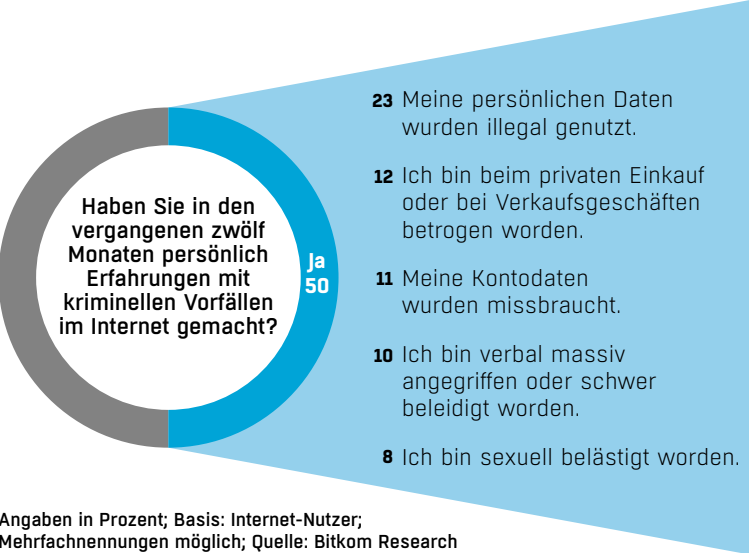 Haben Sie in den
vergangenen zwölf
Monaten persönlich
Erfahrungen mit
kriminellen Vorfällen
im Internet gemacht?
Ja
50
23 Meine persönlichen Daten
wurden illegal genutzt.
12 Ich bin beim privaten Einkauf
oder bei Verkaufsgeschäften
betrogen worden.
11 Meine Kontodaten
wurden missbraucht.
10 Ich bin verbal massiv
angegriffen oder schwer
beleidigt worden.
8 Ich bin sexuell belästigt worden.
Angaben in Prozent; Basis: Internet-Nutzer;
Mehrfachnennungen möglich; Quelle: Bitkom Research